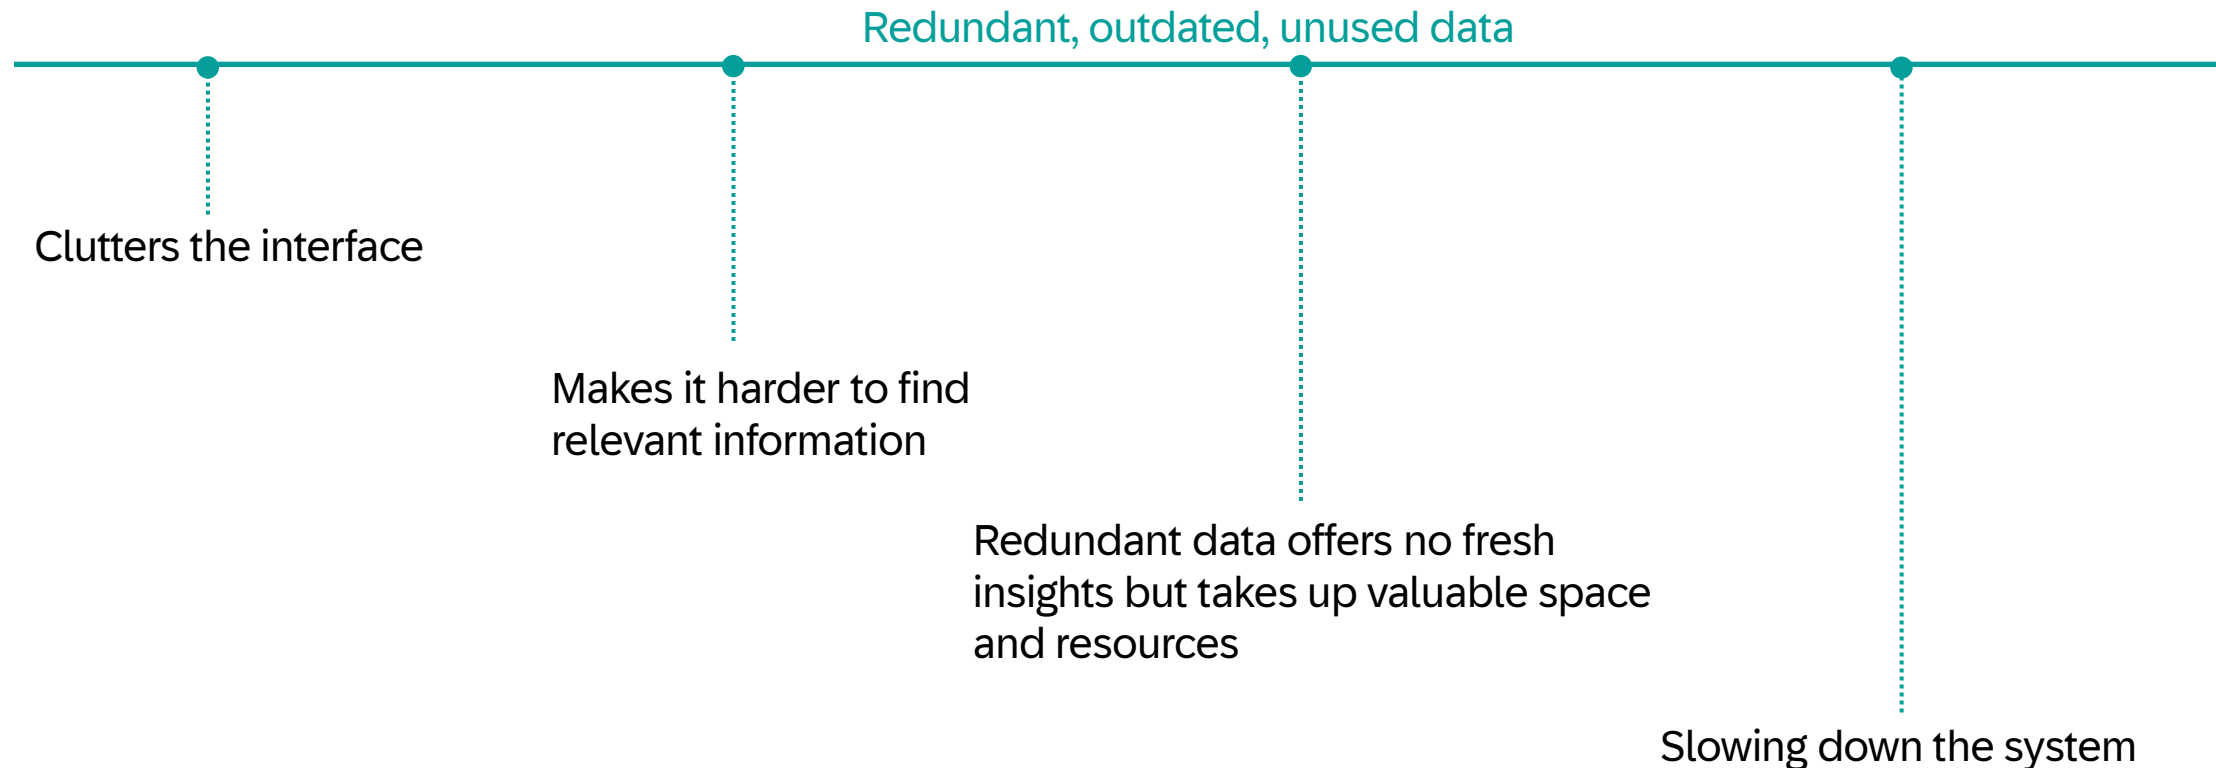 Redundant, outdated, unused data
Clutters the interface
Makes it harder to find
relevant information
Redundant data offers no fresh
insights but takes up valuable space
and resources
Slowing down the system